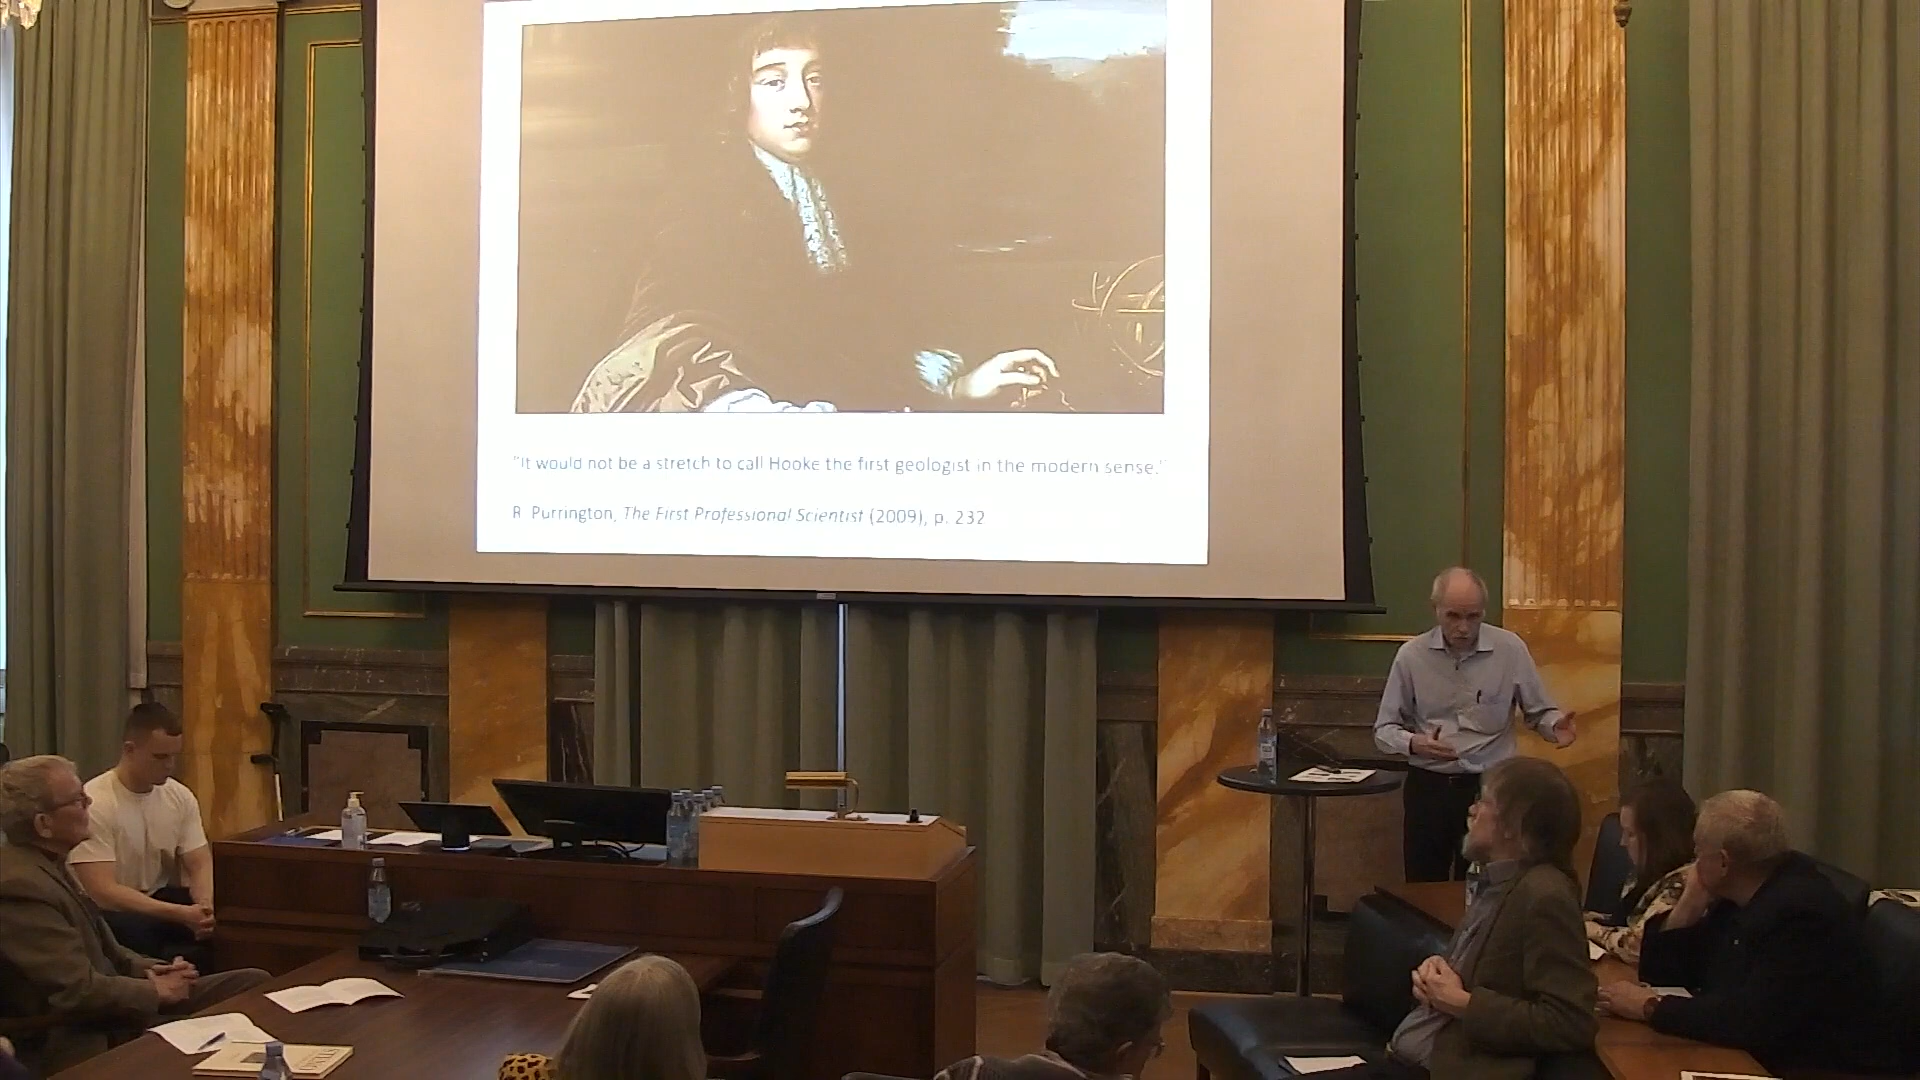 "It would not be a stretch to call Hooke the first geologist in the modern sense."
R. Purrington, The First Professional Scientist (2009), p. 232